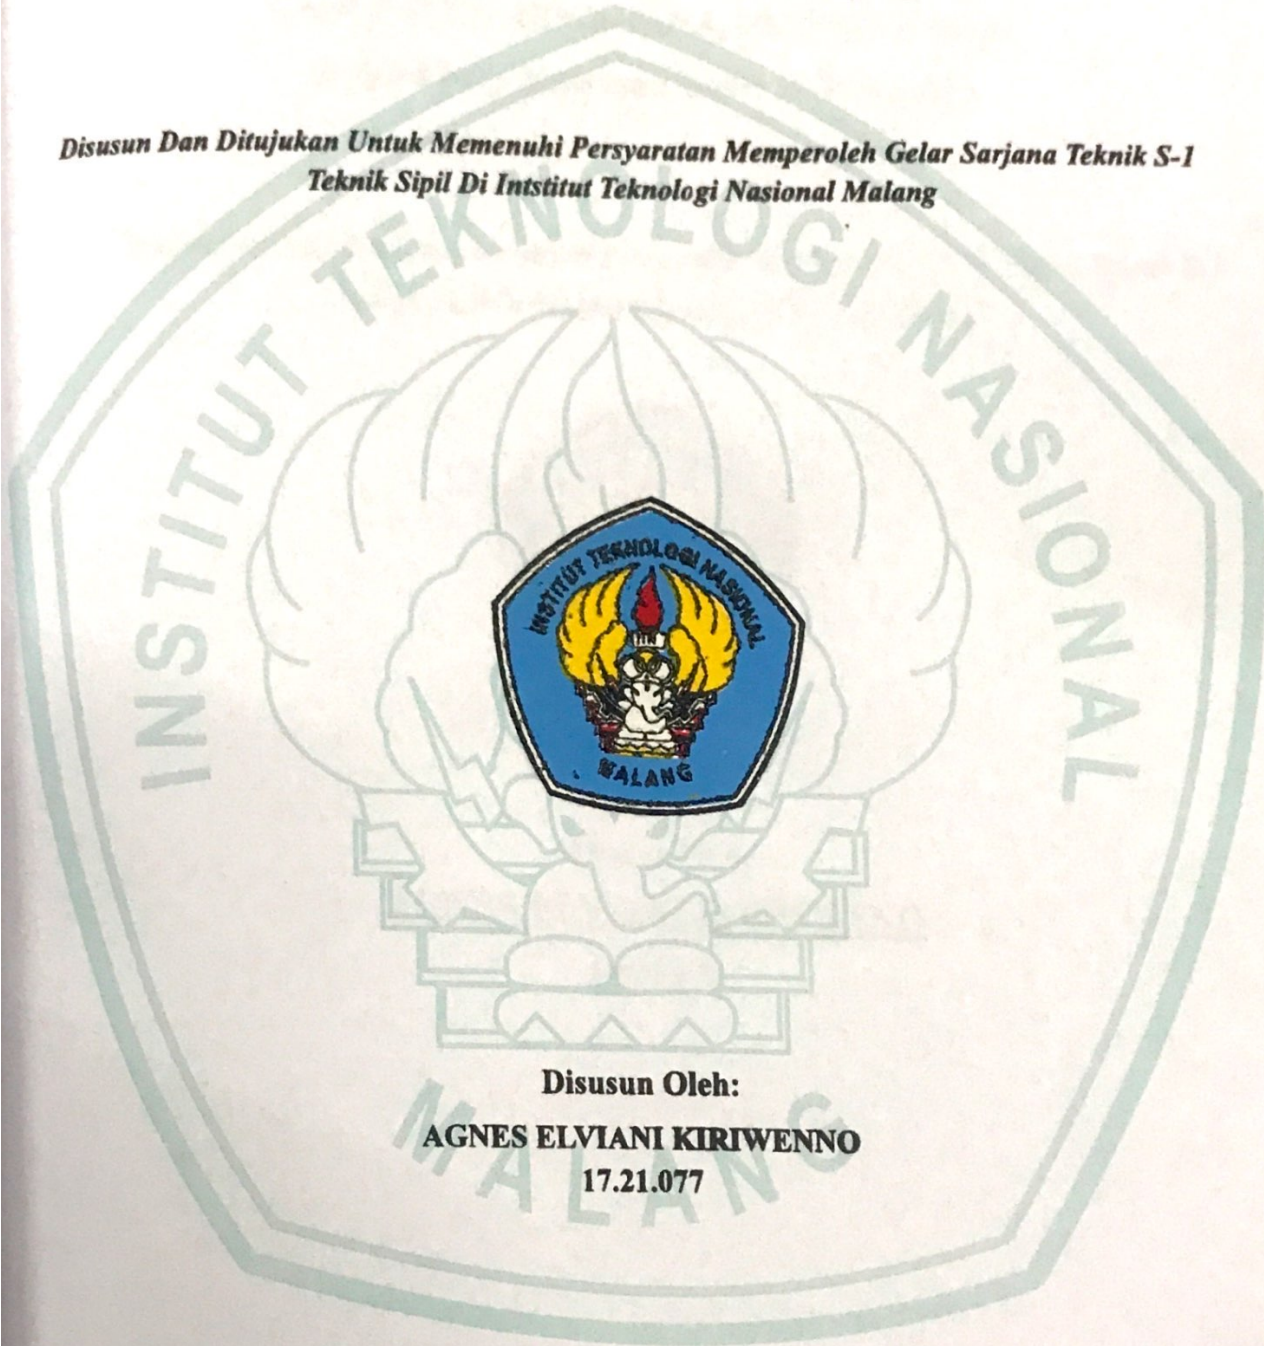 Disusun Dan Ditujukan Untuk Memenuhi Persyaratan Memperoleh Gelar Sarjana Teknik S-1
Teknik Sipil Di Intstitut Teknologi Nasional Malang
INSTITUT TEKNOLOGI NASIONAL
INSTITUT TEKNOLOGI NASIONAL
ITN
MALANG
Disusun Oleh:
AGNES ELVIANI KIRIWENNO
17.21.077
MALANG